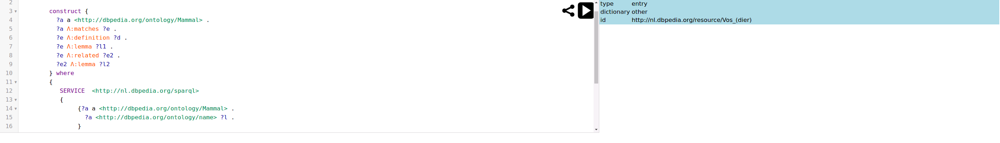 2
3 construct {
4 ?a a <http://dbpedia.org/ontology/Mammal> .
5 ?a Λ:matches ?e .
6 ?e Λ:definition ?d .
7 ?e Λ:lemma ?l1 .
8 ?e Λ:related ?e2 .
9 ?e2 Λ:lemma ?l2
10 } where
11 {
12 SERVICE  <http://nl.dbpedia.org/sparql>
13 {
14 {?a a <http://dbpedia.org/ontology/Mammal> .
15 ?a <http://dbpedia.org/ontology/name> ?l .
16 }
type entry
dictionary other
id http://nl.dbpedia.org/resource/Vos_(dier)